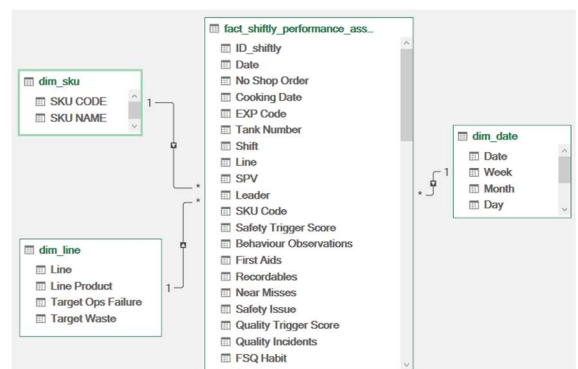 dim_sku
SKU CODE
SKU NAME
dim_line
Line
Line Product
Target Ops Failure
Target Waste
1
*
*
1
fact_shiftly_performance_ass...
ID_shiftly
Date
No Shop Order
Cooking Date
EXP Code
Tank Number
Shift
Line
SPV
Leader
SKU Code
Safety Trigger Score
Behaviour Observations
First Aids
Recordables
Near Misses
Safety Issue
Quality Trigger Score
Quality Incidents
FSQ Habit
*
1
dim_date
Date
Week
Month
Day